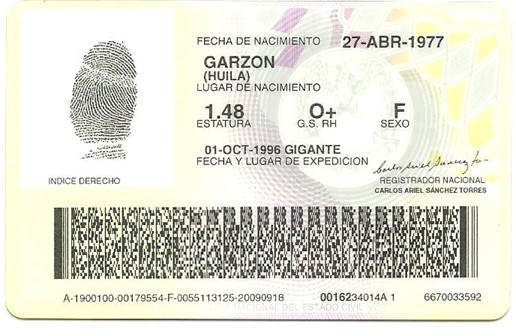 FECHA DE NACIMIENTO 27-ABR-1977
GARZON
(HUILA)
LUGAR DE NACIMIENTO
1.48 O+ F
ESTATURA G.S. RH SEXO
01-OCT-1996 GIGANTE
FECHA Y LUGAR DE EXPEDICION
INDICE DERECHO
REGISTRADOR NACIONAL
CARLOS ARIEL SÁNCHEZ TORRES
A-1900100-00179554-F-0055113125-20090918 0016234014A 1 6670033592